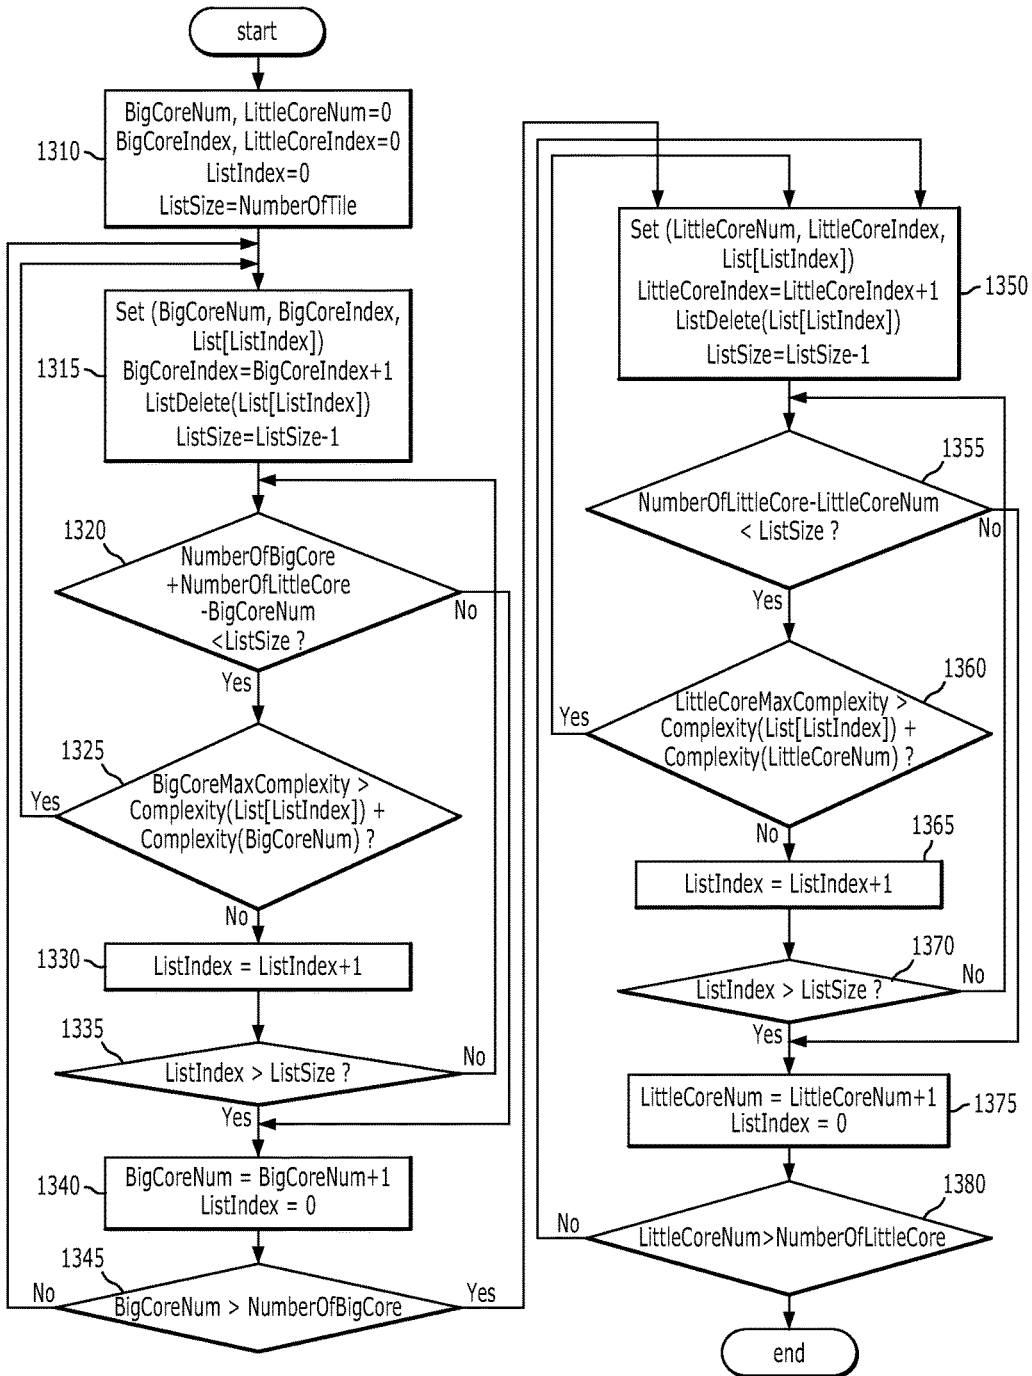 start
1310
BigCoreNum, LittleCoreNum=0
BigCoreIndex, LittleCoreIndex=0
ListIndex=0
ListSize=NumberOfTile
1315
Set (BigCoreNum, BigCoreIndex,
List[ListIndex])
BigCoreIndex=BigCoreIndex+1
ListDelete(List[ListIndex])
ListSize=ListSize-1
1320
NumberOfBigCore
+NumberOfLittleCore
-BigCoreNum
<ListSize ?
No
Yes
1325
BigCoreMaxComplexity >
Complexity(List[ListIndex]) +
Complexity(BigCoreNum) ?
Yes
No
1330
ListIndex = ListIndex+1
1335
ListIndex > ListSize ?
No
Yes
1340
BigCoreNum = BigCoreNum+1
ListIndex = 0
1345
BigCoreNum > NumberOfBigCore
No
Yes
Set (LittleCoreNum, LittleCoreIndex,
List[ListIndex])
LittleCoreIndex=LittleCoreIndex+1
ListDelete(List[ListIndex])
ListSize=ListSize-1
1350
1355
NumberOfLittleCore-LittleCoreNum
< ListSize ?
No
Yes
1360
LittleCoreMaxComplexity >
Complexity(List[ListIndex]) +
Complexity(LittleCoreNum) ?
Yes
No
1365
ListIndex = ListIndex+1
1370
ListIndex > ListSize ?
No
Yes
LittleCoreNum = LittleCoreNum+1
ListIndex = 0
1375
1380
LittleCoreNum>NumberOfLittleCore
No
end